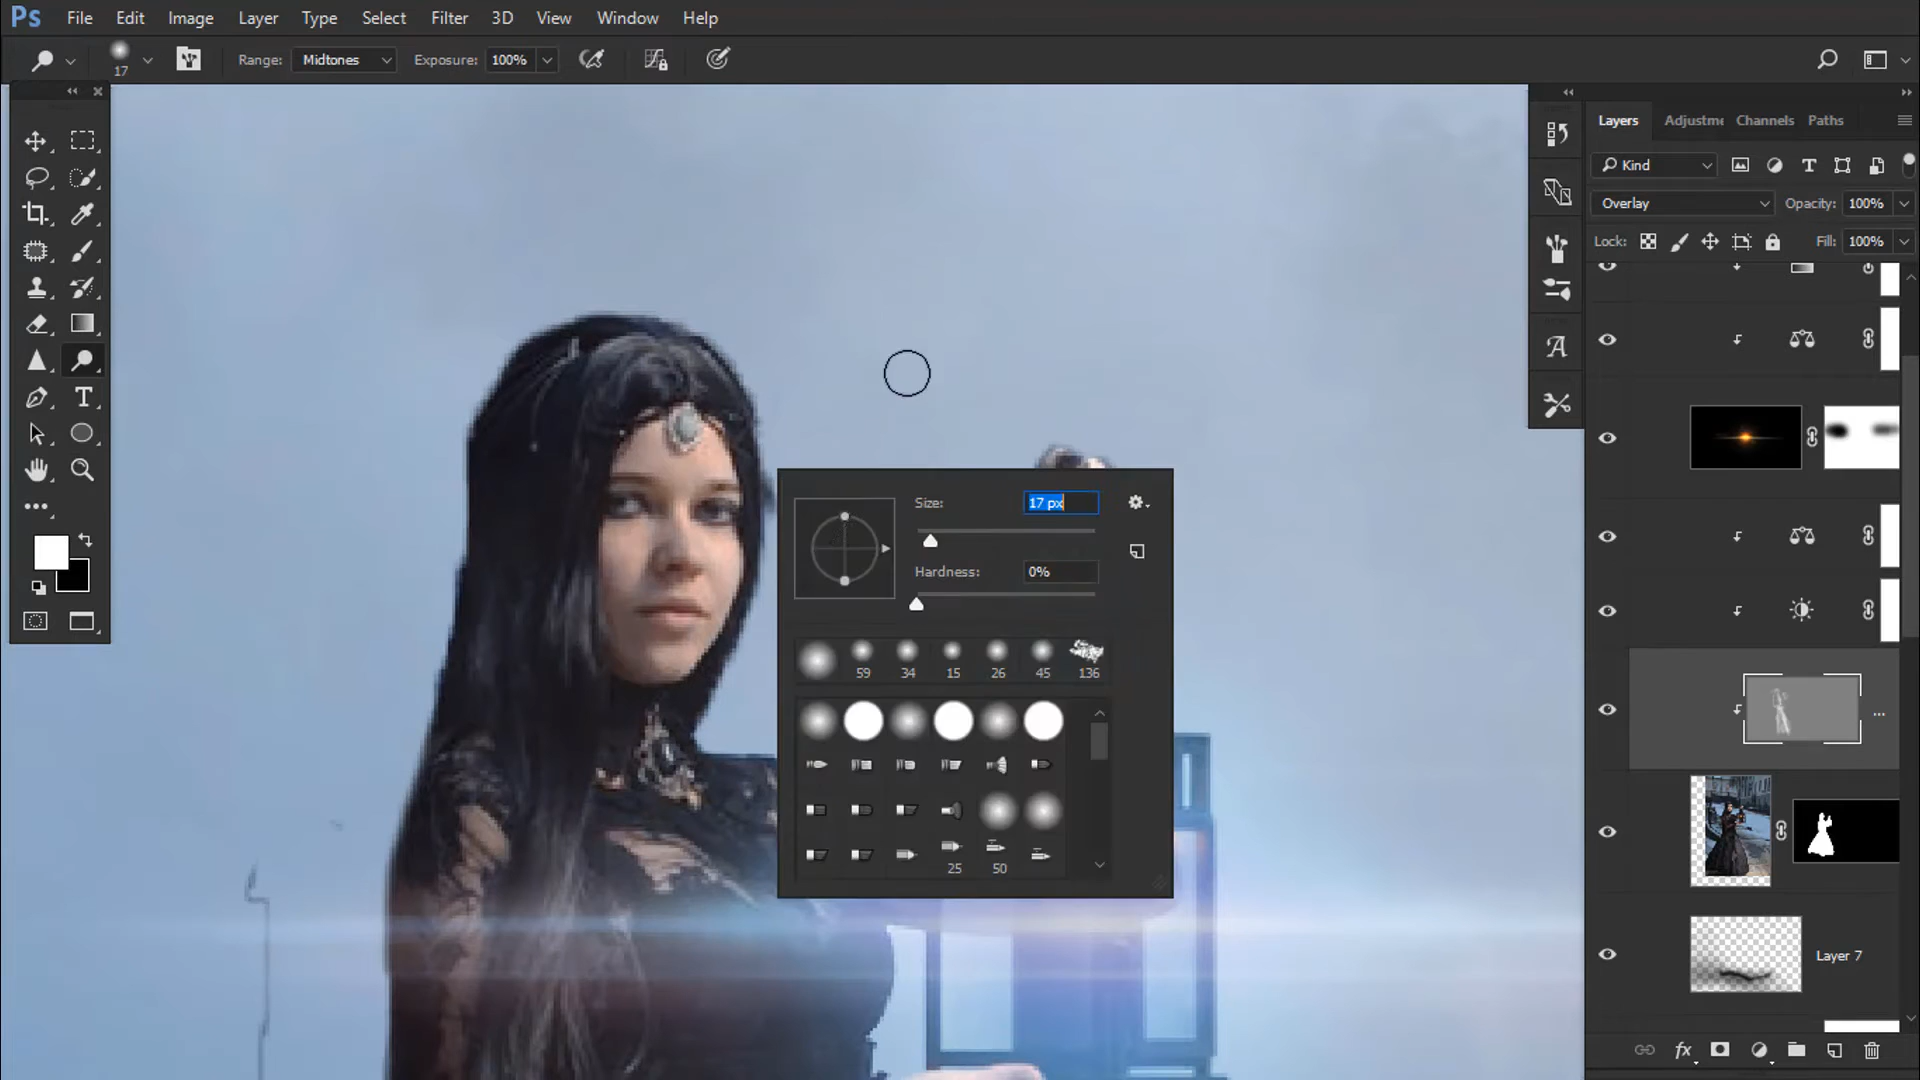 Ps File Edit Image Layer Type Select Filter 3D View Window Help
17 Range: Midtones Exposure: 100%
Layers Adjustme Channels Paths
Kind T
Overlay Opacity: 100%
Lock: Fill: 100%
T
A
Size: 17 px
Hardness: 0%
59 34 15 26 45 136
25 50
...
Layer 7
fx